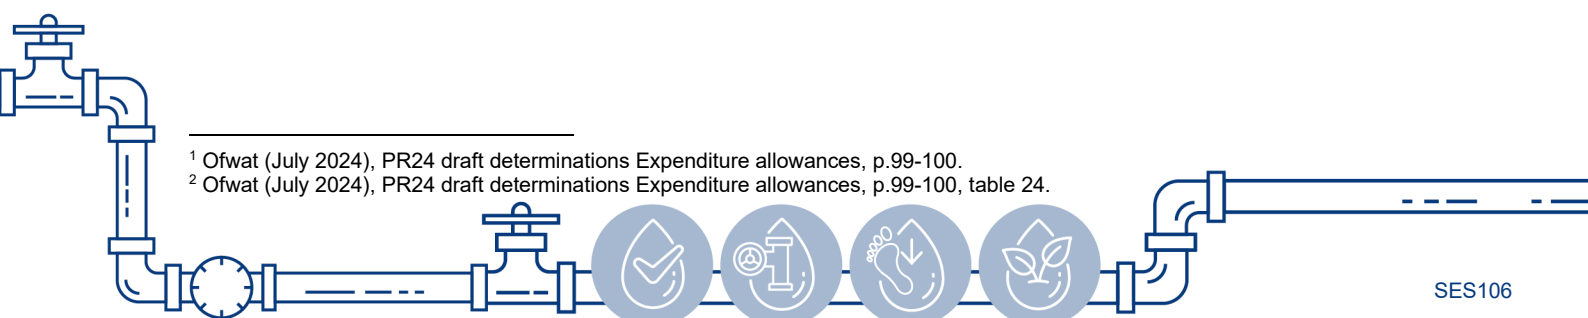 1 Ofwat (July 2024), PR24 draft determinations Expenditure allowances, p.99-100.
2 Ofwat (July 2024), PR24 draft determinations Expenditure allowances, p.99-100, table 24.
SES106